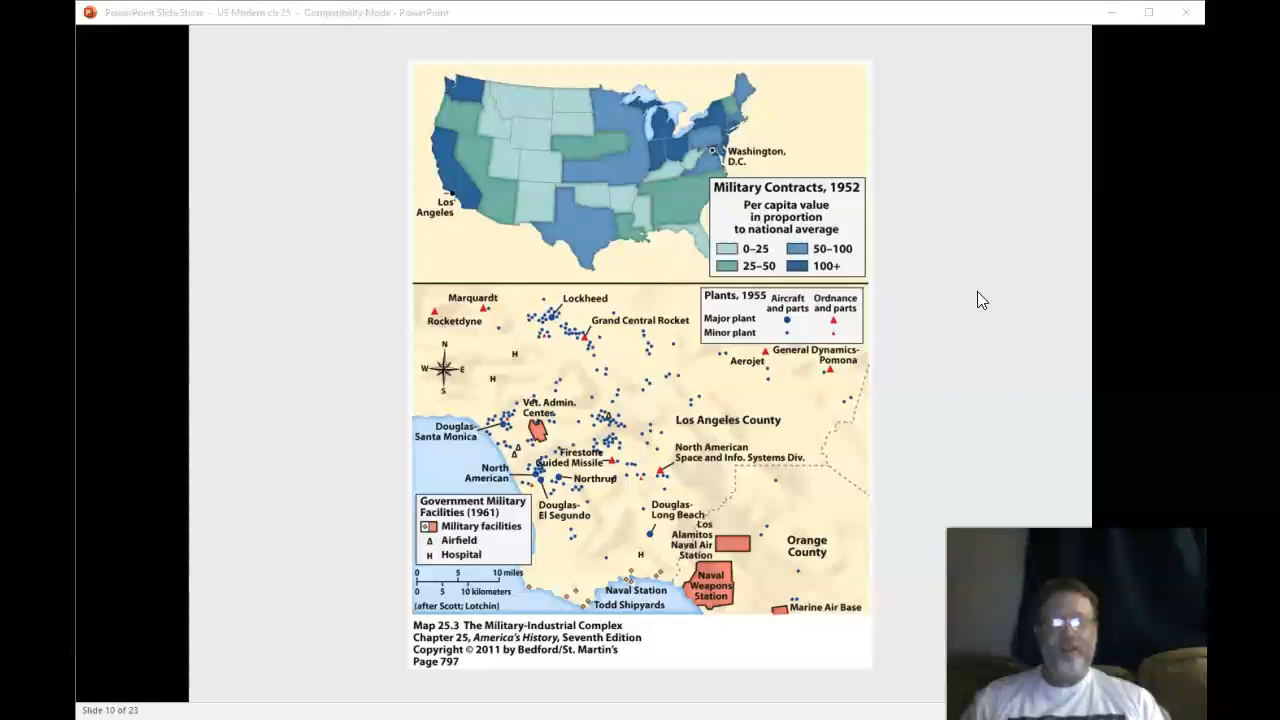 PowerPoint Slide Show - US Modern ch 25 - Compatibility Mode - PowerPoint
Washington,
D.C.
Los
Angeles
Military Contracts, 1952
Per capita value
in proportion
to national average
0–25
50–100
25–50
100+
Plants, 1955
Aircraft
and parts
Ordnance
and parts
Major plant
Minor plant
Marquardt
Rocketdyne
Lockheed
Grand Central Rocket
General Dynamics-
Pomona
Aerojet
N
W
E
S
H
H
Vet. Admin.
Center
Los Angeles County
Douglas-
Santa Monica
North American
Space and Info. Systems Div.
Firestone
Guided Missile
North
American
Northrup
Douglas-
El Segundo
Douglas-
Long Beach
Los
Alamitos
Naval Air
Station
Orange
County
H
Government Military
Facilities (1961)
Military facilities
Airfield
H Hospital
0 5 10 miles
0 5 10 kilometers
(after Scott; Lotchin)
Naval
Weapons
Station
Naval Station
Todd Shipyards
Marine Air Base
Map 25.3 The Military-Industrial Complex
Chapter 25, America's History, Seventh Edition
Copyright © 2011 by Bedford/St. Martin's
Page 797
Slide 10 of 23